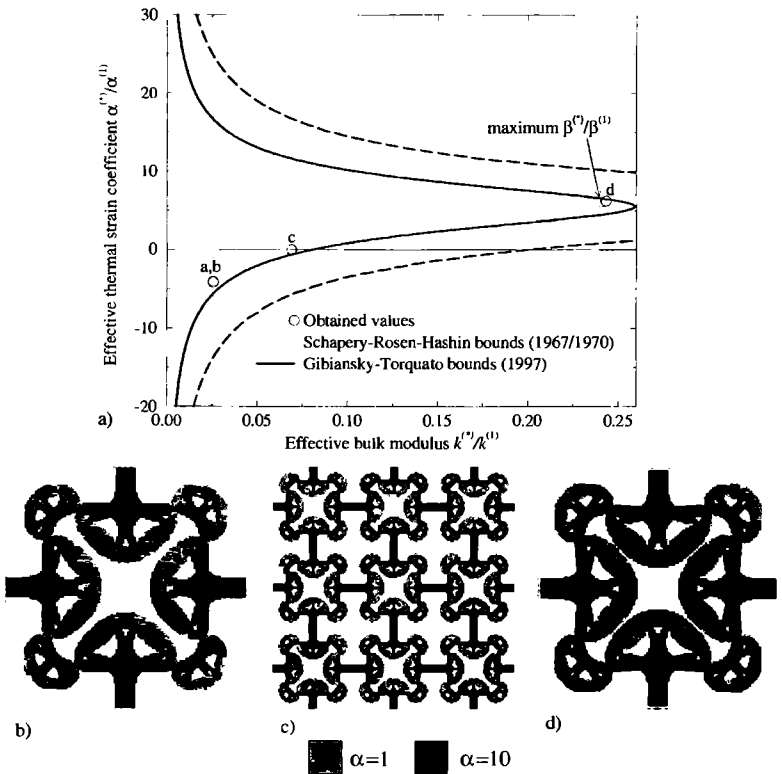 30
20
10
0
-10
-20
Effective thermal strain coefficient α^(*)/α^(1)
maximum β^(*)/β^(1)
d
c
a,b
Obtained values
Schapery-Rosen-Hashin bounds (1967/1970)
Gibiansky-Torquato bounds (1997)
a)
0.00 0.05 0.10 0.15 0.20 0.25
Effective bulk modulus k^(*)/k^(1)
b)
c)
d)
α=1 α=10